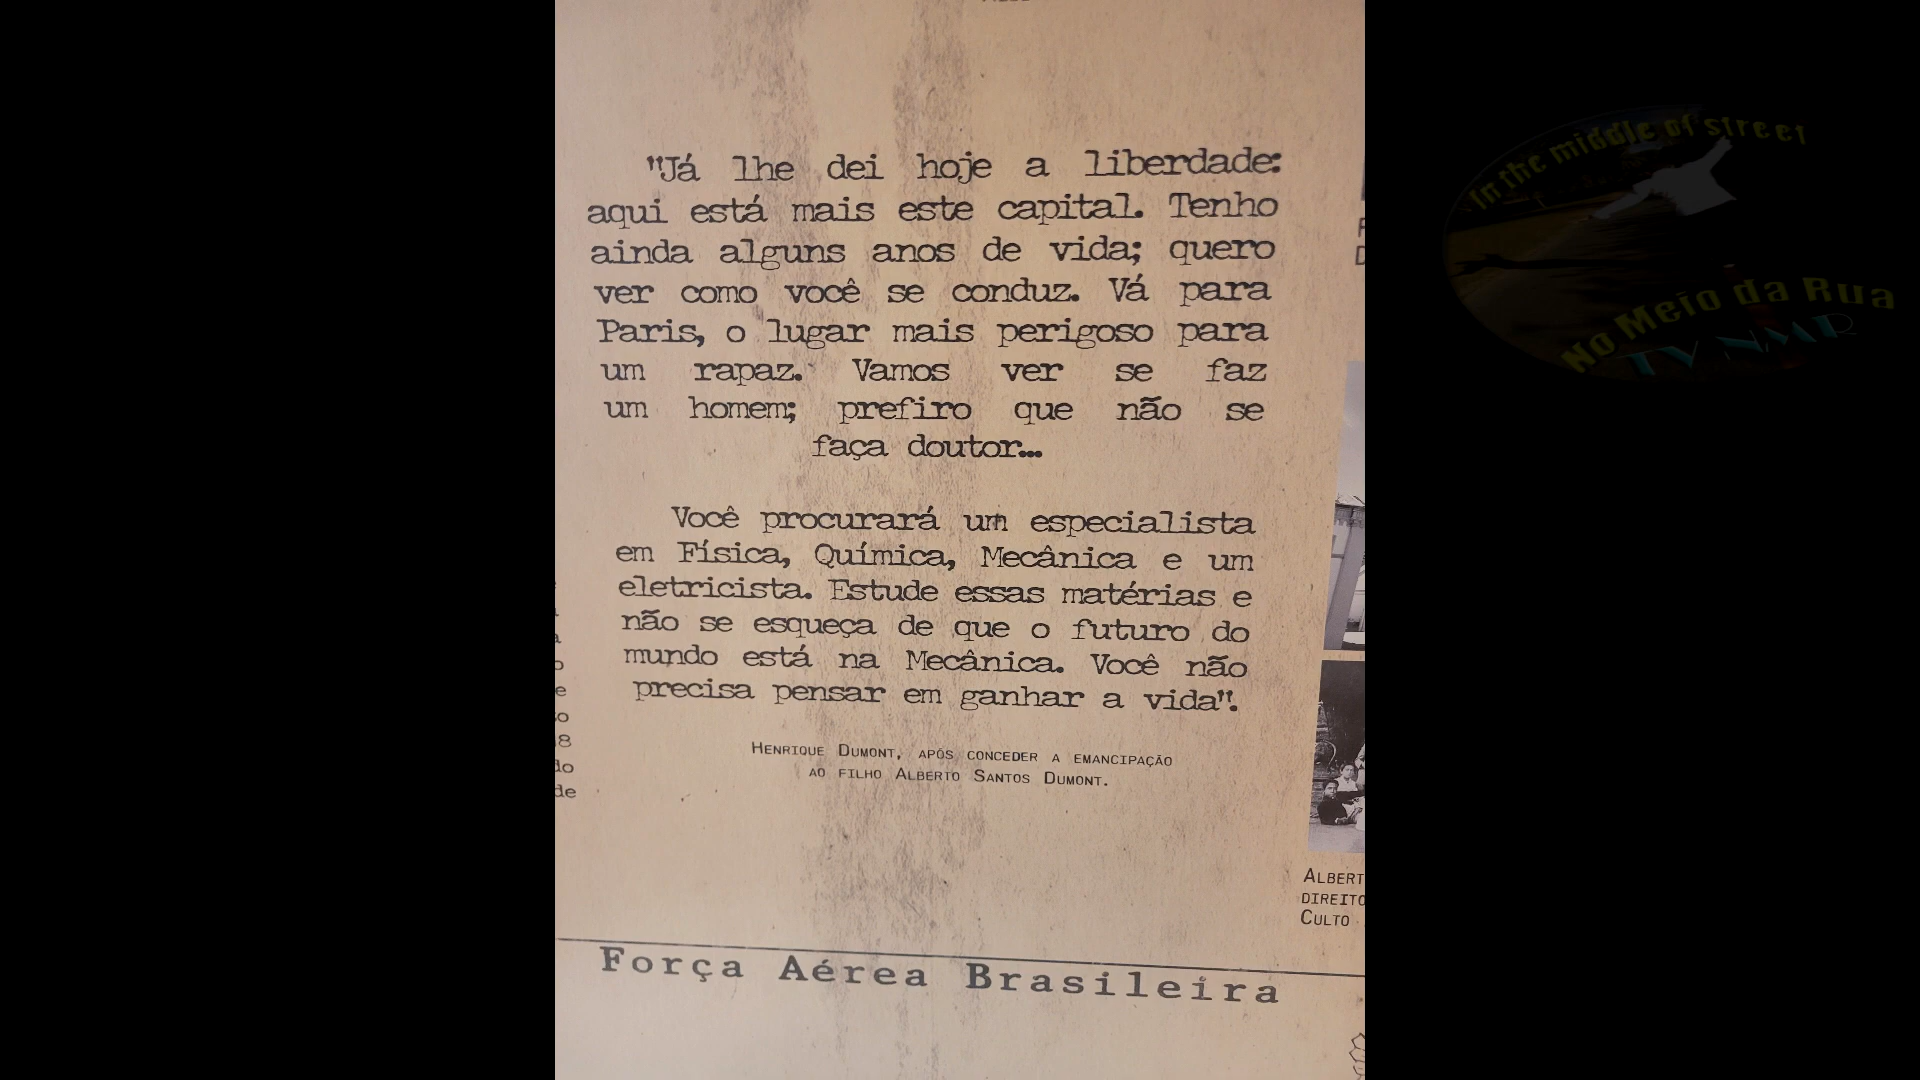 "Já lhe dei hoje a liberdade:
aqui está mais este capital. Tenho
ainda alguns anos de vida; quero
ver como você se conduz. Vá para
Paris, o lugar mais perigoso para
um rapaz. Vamos ver se faz
um homem; prefiro que não se
faça doutor...
Você procurará um especialista
em Física, Química, Mecânica e um
eletricista. Estude essas matérias e
não se esqueça de que o futuro do
mundo está na Mecânica. Você não
precisa pensar em ganhar a vida".
Henrique Dumont, após conceder a emancipação
ao filho Alberto Santos Dumont.
Albert
direito
Culto
Força Aérea Brasileira
In the middle of street
No Meio da Rua
TV NMR